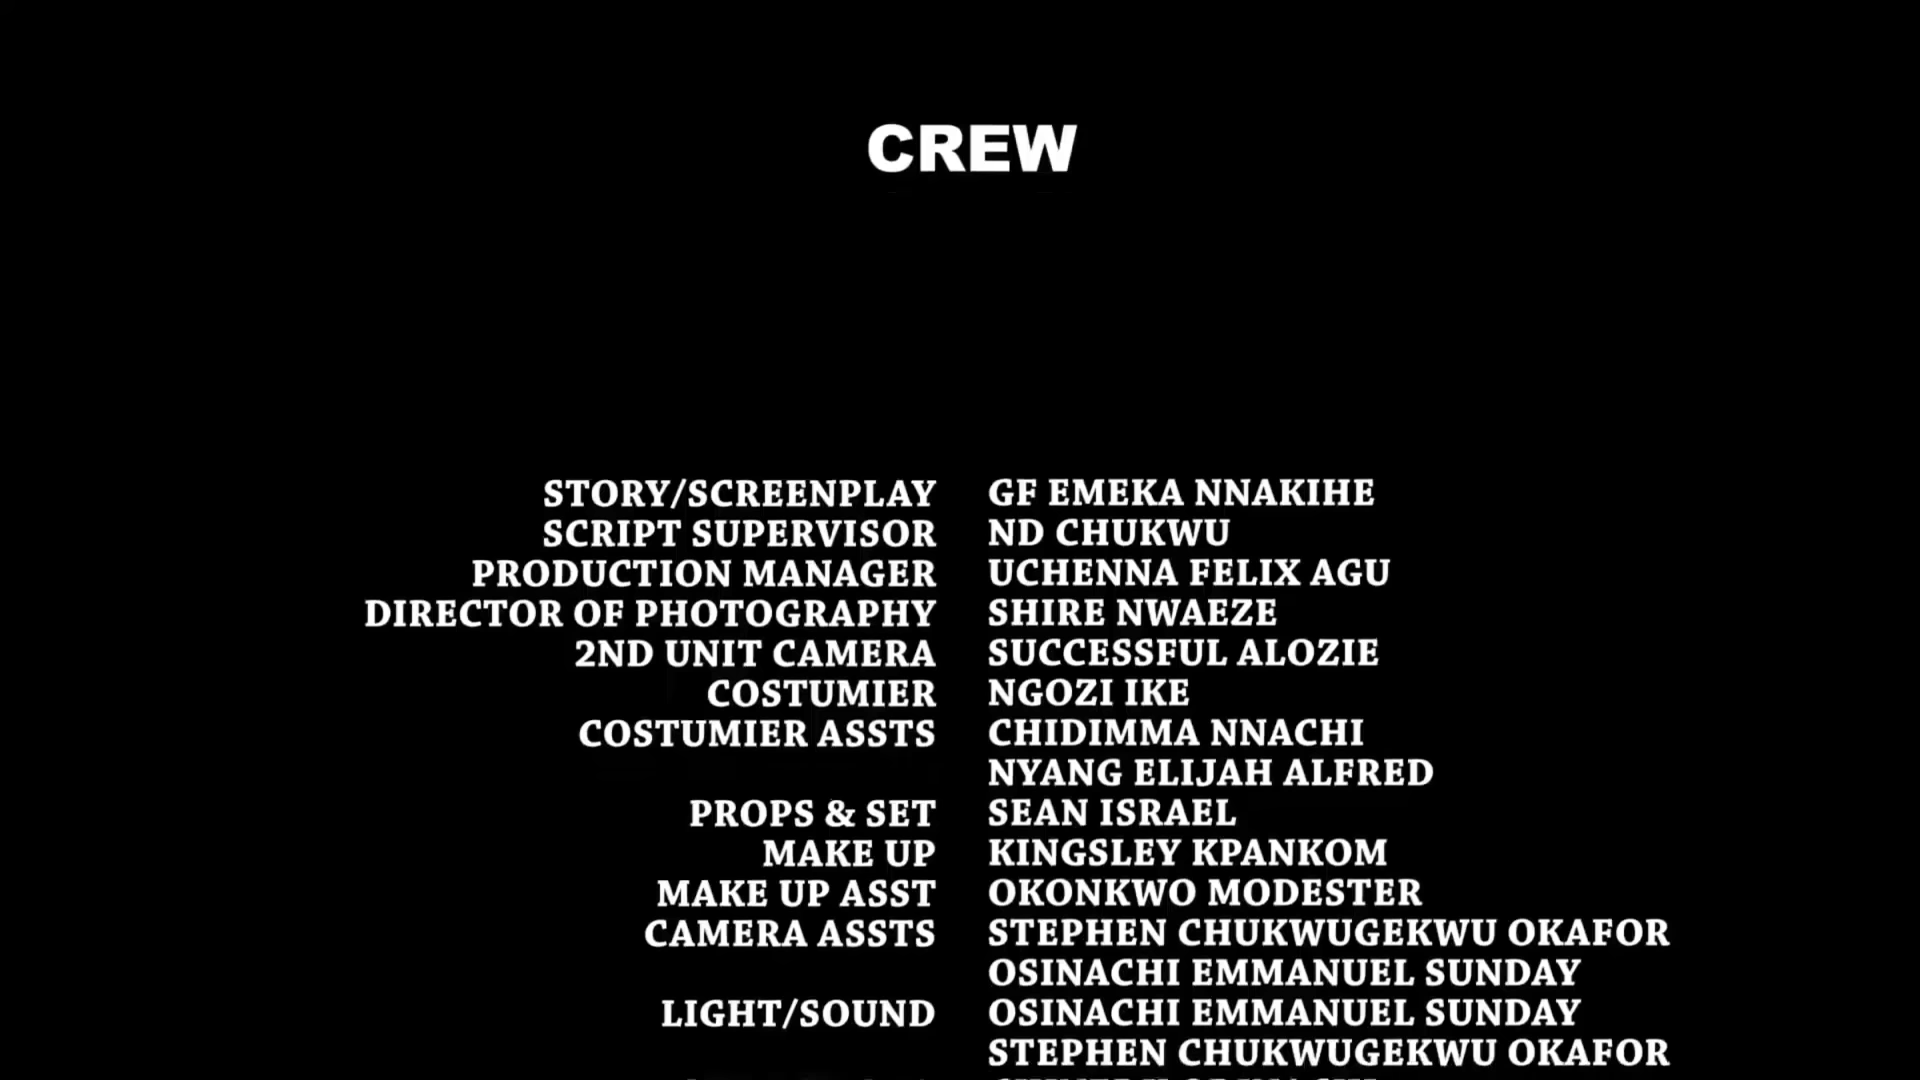 CREW
STORY/SCREENPLAY GF EMEKA NNAKIHE
SCRIPT SUPERVISOR ND CHUKWU
PRODUCTION MANAGER UCHENNA FELIX AGU
DIRECTOR OF PHOTOGRAPHY SHIRE NWAEZE
2ND UNIT CAMERA SUCCESSFUL ALOZIE
COSTUMIER NGOZI IKE
COSTUMIER ASSTS CHIDIMMA NNACHI
NYANG ELIJAH ALFRED
PROPS & SET SEAN ISRAEL
MAKE UP KINGSLEY KPANKOM
MAKE UP ASST OKONKWO MODESTER
CAMERA ASSTS STEPHEN CHUKWUGEKWU OKAFOR
OSINACHI EMMANUEL SUNDAY
LIGHT/SOUND OSINACHI EMMANUEL SUNDAY
STEPHEN CHUKWUGEKWU OKAFOR